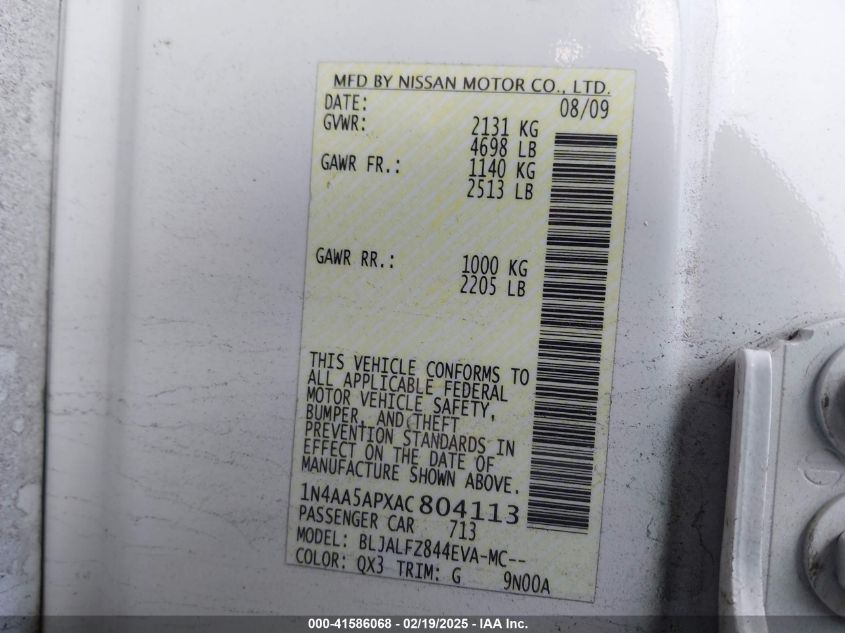 MFD BY NISSAN MOTOR CO., LTD.
DATE: 08/09
GVWR: 2131 KG
4698 LB
GAWR FR.: 1140 KG
2513 LB
GAWR RR.: 1000 KG
2205 LB
THIS VEHICLE CONFORMS TO
ALL APPLICABLE FEDERAL
MOTOR VEHICLE SAFETY,
BUMPER, AND THEFT
PREVENTION STANDARDS IN
EFFECT ON THE DATE OF
MANUFACTURE SHOWN ABOVE.
1N4AA5APXAC804113
PASSENGER CAR 713
MODEL: BLJALFZ844EVA-MC--
COLOR: QX3 TRIM: G 9N00A
000-41586068 - 02/19/2025 - IAA Inc.